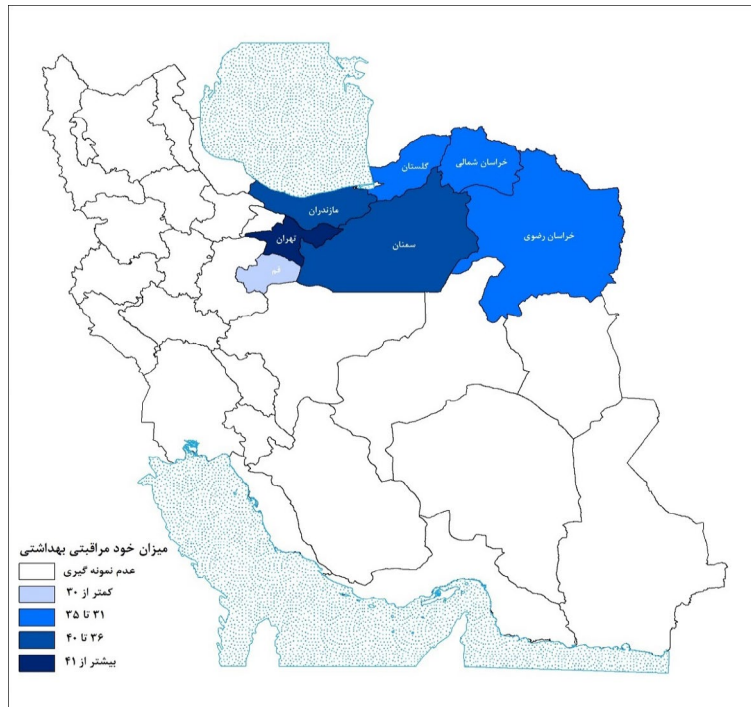 خراسان شمالی
گلستان
مازندران
خراسان رضوی
تهران
سمنان
قم
میزان خود مراقبتی بهداشتی
عدم نمونه گیری
کمتر از ۳۰
۳۱ تا ۳۵
۳۶ تا ۴۰
بیشتر از ۴۱